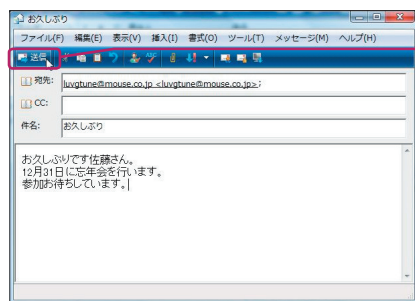 お久しぶり
ファイル(F) 編集(E) 表示(V) 挿入(I) 書式(O) ツール(T) メッセージ(M) ヘルプ(H)
送信
宛先: luvgtune@mouse.co.jp <luvgtune@mouse.co.jp>;
CC:
件名: お久しぶり
お久しぶりです佐藤さん。
12月31日に忘年会を行います。
参加お待ちしています。